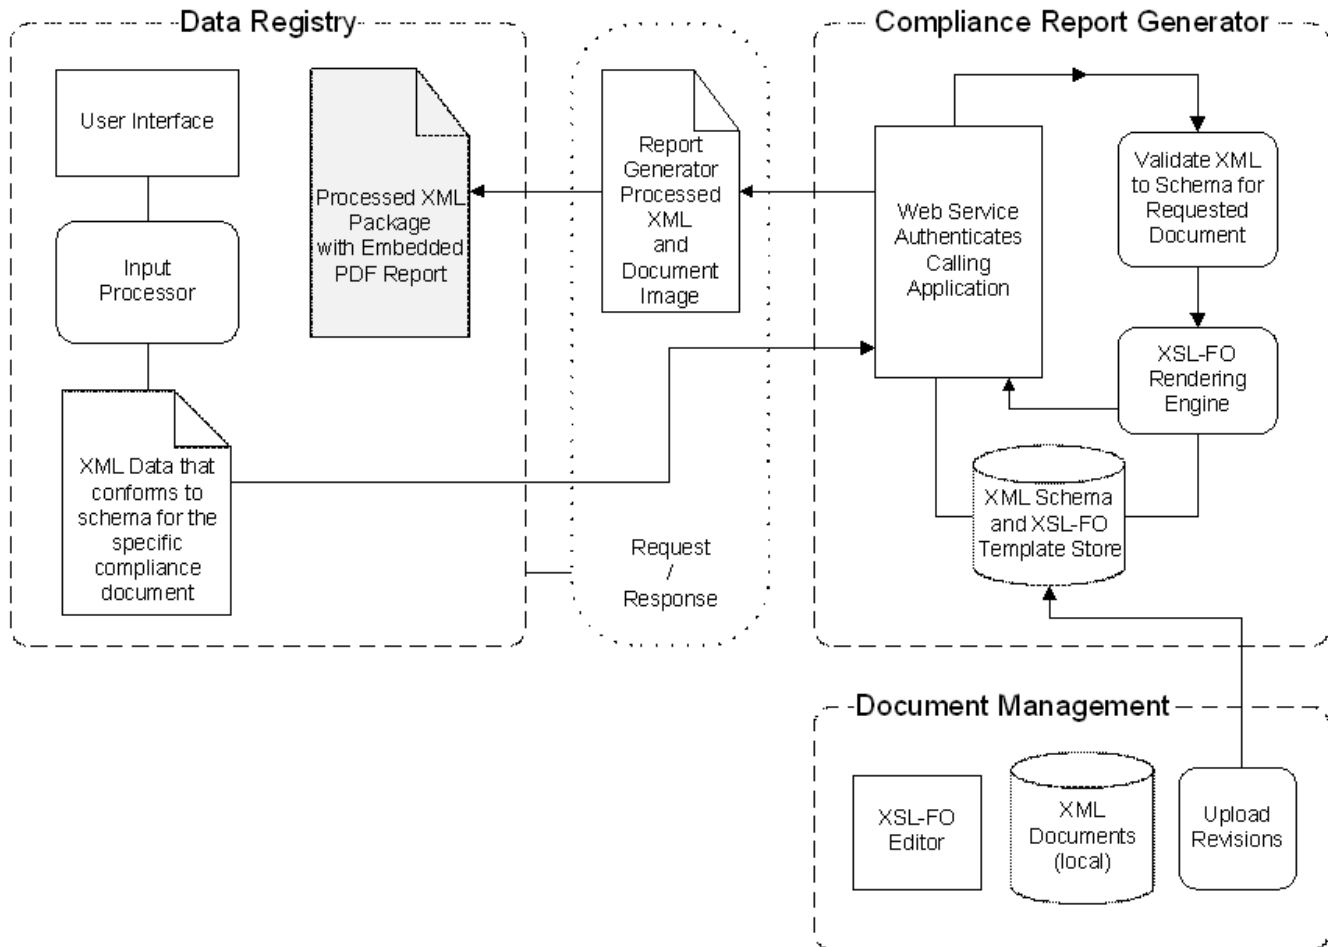 Data Registry
User Interface
Input
Processor
XML Data that
conforms to
schema for the
specific
compliance
document
Processed XML
Package
with Embedded
PDF Report
Report
Generator
Processed
XML
and
Document
Image
Request
/
Response
Compliance Report Generator
Web Service
Authenticates
Calling
Application
Validate XML
to Schema for
Requested
Document
XSL-FO
Rendering
Engine
XML Schema
and XSL-FO
Template Store
Document Management
XSL-FO
Editor
XML
Documents
(local)
Upload
Revisions